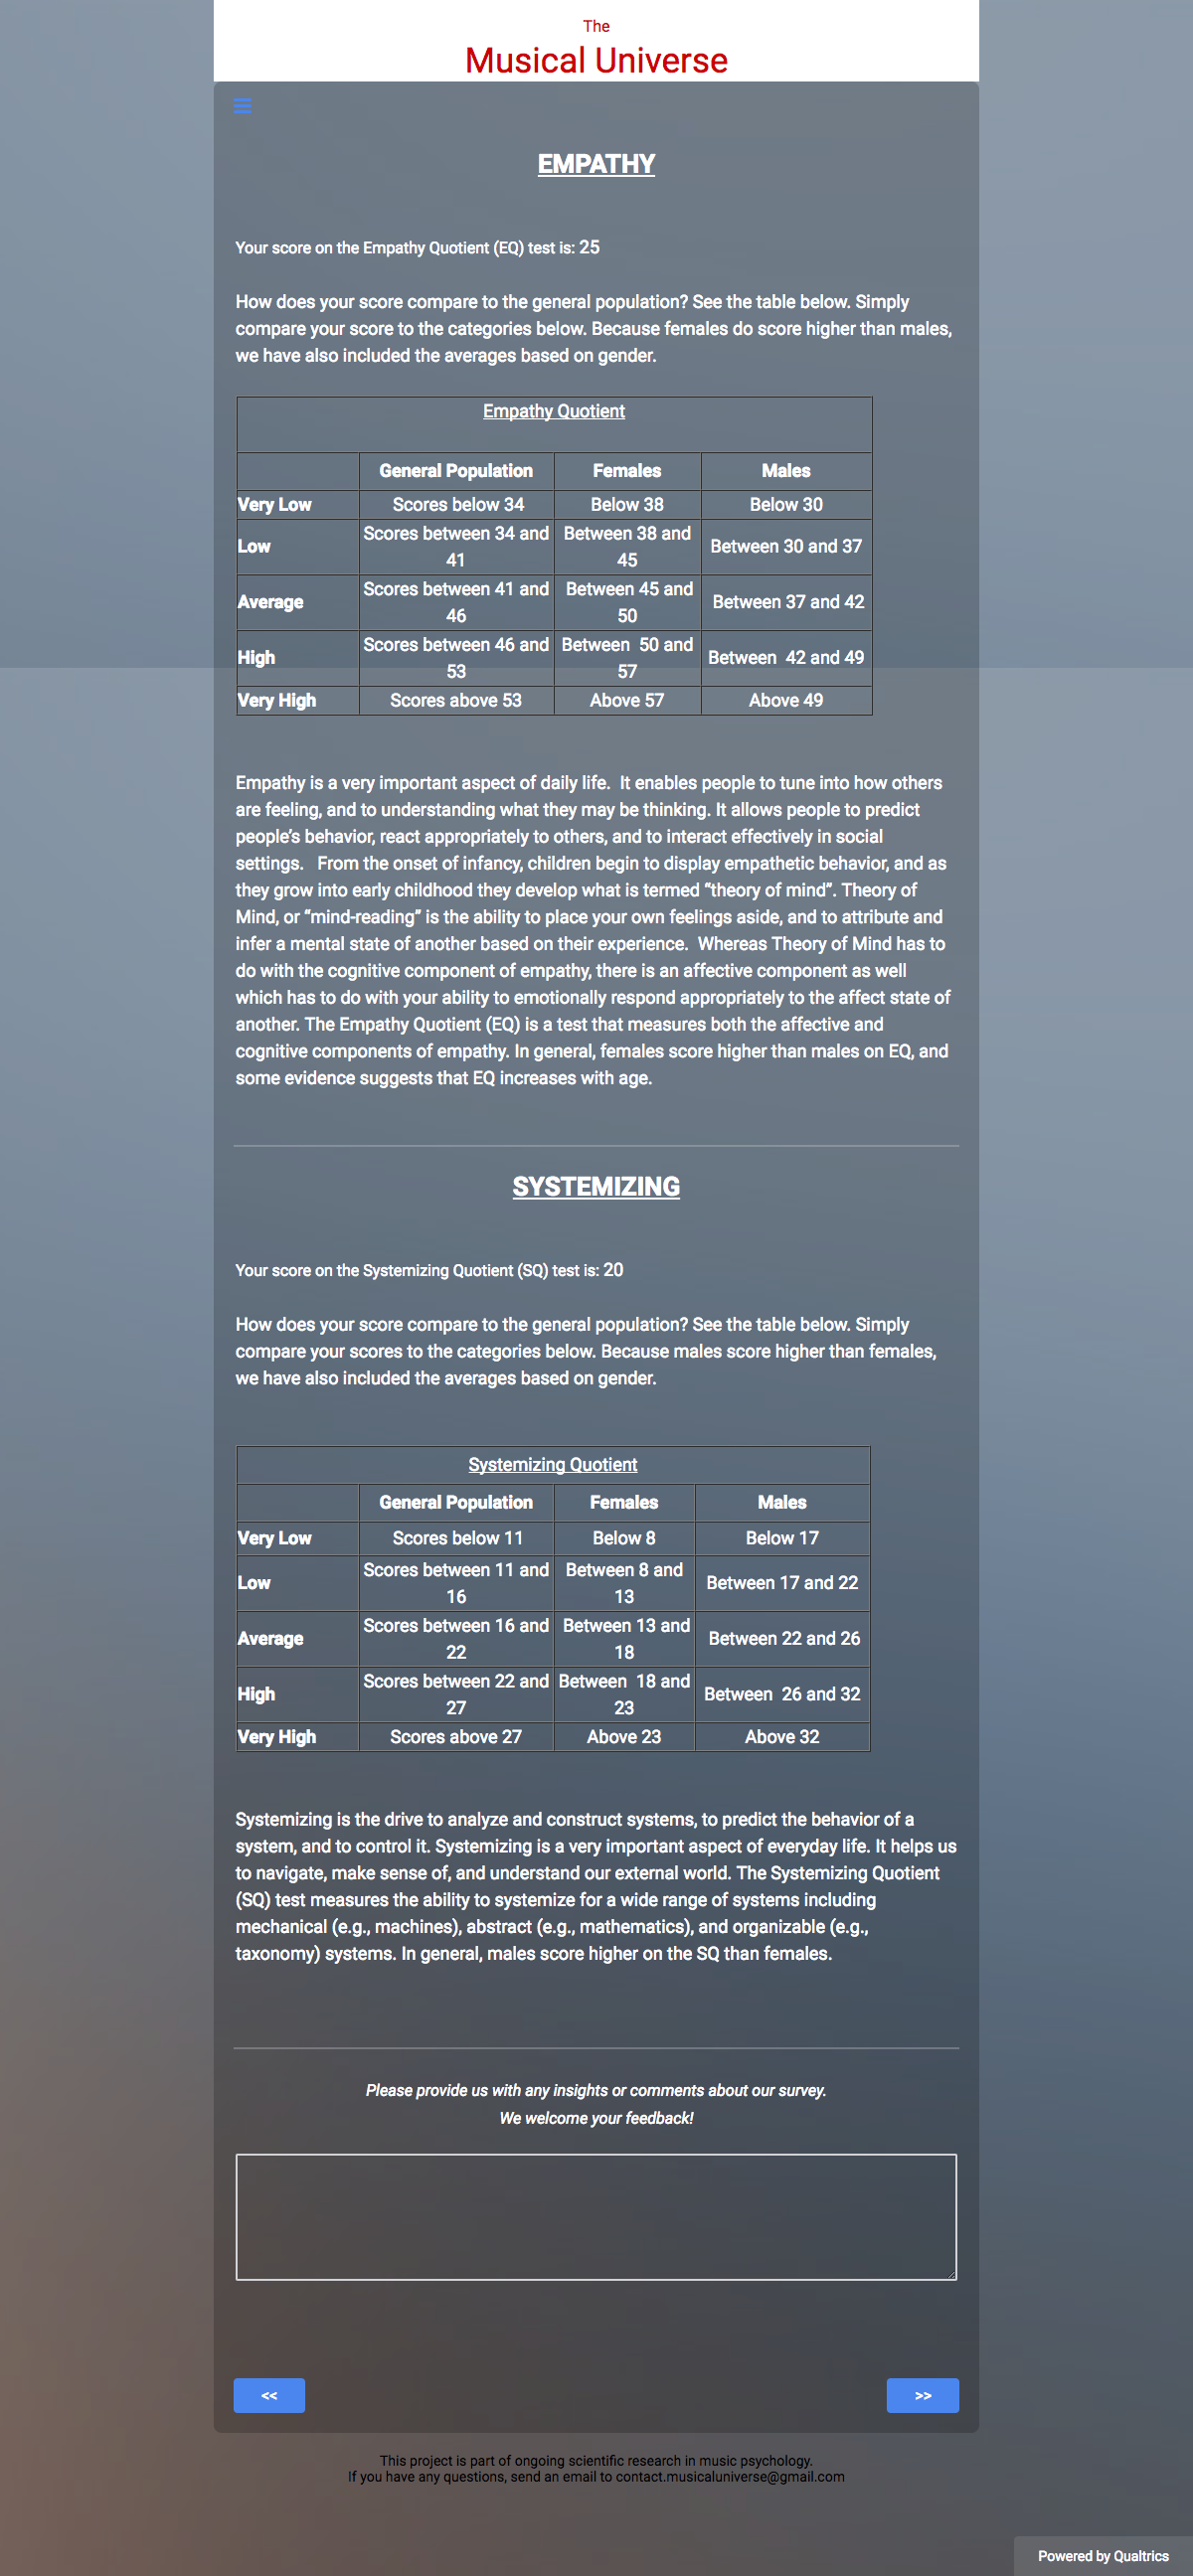 The
Musical Universe
EMPATHY
Your score on the Empathy Quotient (EQ) test is: 25
How does your score compare to the general population? See the table below. Simply
compare your score to the categories below. Because females do score higher than males,
we have also included the averages based on gender.
Empathy Quotient
General Population Females Males
Very Low Scores below 34 Below 38 Below 30
Low Scores between 34 and 41 Between 38 and 45 Between 30 and 37
Average Scores between 41 and 46 Between 45 and 50 Between 37 and 42
High Scores between 46 and 53 Between  50 and 57 Between  42 and 49
Very High Scores above 53 Above 57 Above 49
Empathy is a very important aspect of daily life.  It enables people to tune into how others
are feeling, and to understanding what they may be thinking. It allows people to predict
people’s behavior, react appropriately to others, and to interact effectively in social
settings.   From the onset of infancy, children begin to display empathetic behavior, and as
they grow into early childhood they develop what is termed “theory of mind”. Theory of
Mind, or “mind-reading” is the ability to place your own feelings aside, and to attribute and
infer a mental state of another based on their experience.  Whereas Theory of Mind has to
do with the cognitive component of empathy, there is an affective component as well
which has to do with your ability to emotionally respond appropriately to the affect state of
another. The Empathy Quotient (EQ) is a test that measures both the affective and
cognitive components of empathy. In general, females score higher than males on EQ, and
some evidence suggests that EQ increases with age.
SYSTEMIZING
Your score on the Systemizing Quotient (SQ) test is: 20
How does your score compare to the general population? See the table below. Simply
compare your scores to the categories below. Because males score higher than females,
we have also included the averages based on gender.
Systemizing Quotient
General Population Females Males
Very Low Scores below 11 Below 8 Below 17
Low Scores between 11 and 16 Between 8 and 13 Between 17 and 22
Average Scores between 16 and 22 Between 13 and 18 Between 22 and 26
High Scores between 22 and 27 Between  18 and 23 Between  26 and 32
Very High Scores above 27 Above 23 Above 32
Systemizing is the drive to analyze and construct systems, to predict the behavior of a
system, and to control it. Systemizing is a very important aspect of everyday life. It helps us
to navigate, make sense of, and understand our external world. The Systemizing Quotient
(SQ) test measures the ability to systemize for a wide range of systems including
mechanical (e.g., machines), abstract (e.g., mathematics), and organizable (e.g.,
taxonomy) systems. In general, males score higher on the SQ than females.
Please provide us with any insights or comments about our survey.
We welcome your feedback!
<< >>
This project is part of ongoing scientific research in music psychology.
If you have any questions, send an email to contact.musicaluniverse@gmail.com
Powered by Qualtrics